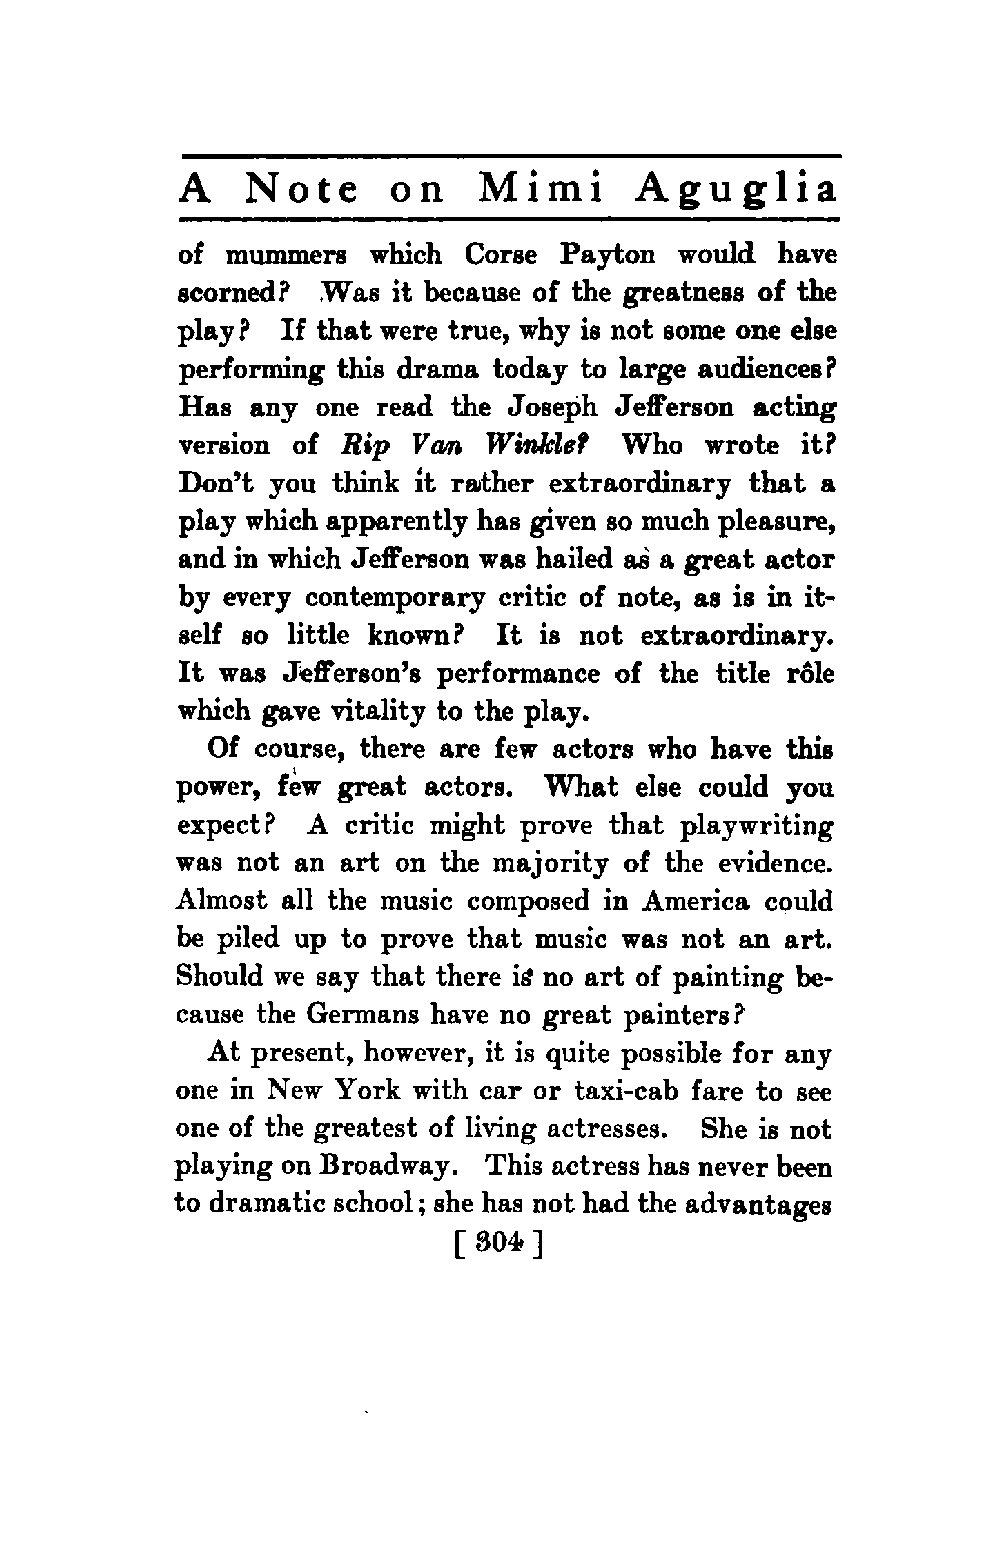 A Note on Mimi Aguglia
of mummers which Corse Payton would have
scorned? Was it because of the greatness of the
play? If that were true, why is not some one else
performing this drama today to large audiences?
Has any one read the Joseph Jefferson acting
version of Rip Van Winkle? Who wrote it?
Don't you think it rather extraordinary that a
play which apparently has given so much pleasure,
and in which Jefferson was hailed as a great actor
by every contemporary critic of note, as is in it-
self so little known? It is not extraordinary.
It was Jefferson's performance of the title rôle
which gave vitality to the play.
Of course, there are few actors who have this
power, few great actors. What else could you
expect? A critic might prove that playwriting
was not an art on the majority of the evidence.
Almost all the music composed in America could
be piled up to prove that music was not an art.
Should we say that there is no art of painting be-
cause the Germans have no great painters?
At present, however, it is quite possible for any
one in New York with car or taxi-cab fare to see
one of the greatest of living actresses. She is not
playing on Broadway. This actress has never been
to dramatic school; she has not had the advantages
[ 304 ]